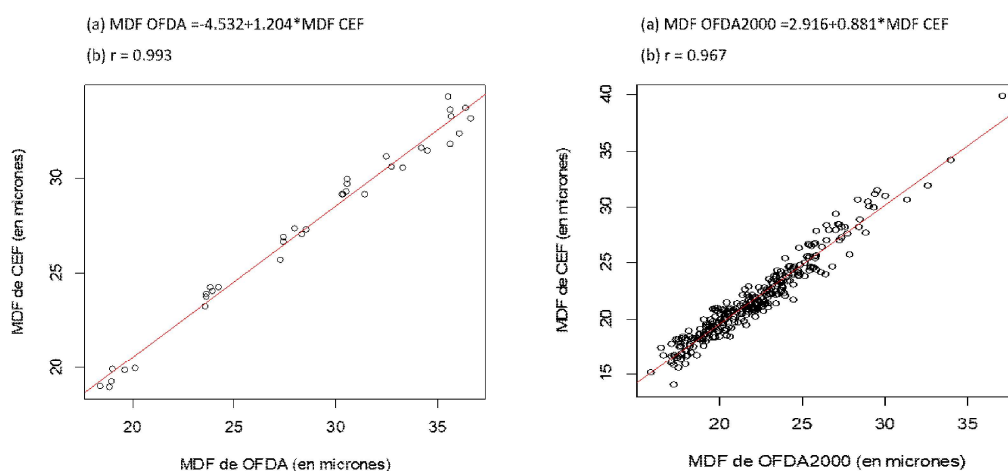 (a) MDF OFDA =-4.532+1.204*MDF CEF
(b) r = 0.993
MDF de CEF (en micrones)
30
25
20
20 25 30 35
MDF de OFDA (en micrones)
(a) MDF OFDA2000 =2.916+0.881*MDF CEF
(b) r = 0.967
MDF de CEF (en micrones)
40
35
30
25
20
15
20 25 30 35
MDF de OFDA2000 (en micrones)